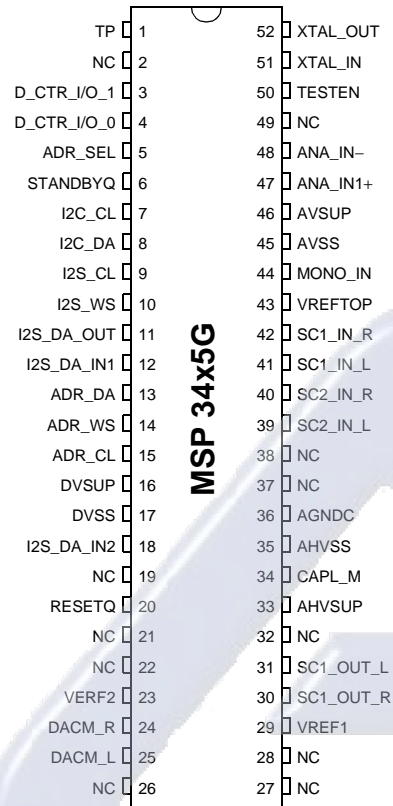 TP 1 52 XTAL_OUT
NC 2 51 XTAL_IN
D_CTR_I/O_1 3 50 TESTEN
D_CTR_I/O_0 4 49 NC
ADR_SEL 5 48 ANA_IN−
STANDBYQ 6 47 ANA_IN1+
I2C_CL 7 46 AVSUP
I2C_DA 8 45 AVSS
I2S_CL 9 44 MONO_IN
I2S_WS 10 43 VREFTOP
I2S_DA_OUT 11 42 SC1_IN_R
I2S_DA_IN1 12 41 SC1_IN_L
ADR_DA 13 40 SC2_IN_R
ADR_WS 14 39 SC2_IN_L
ADR_CL 15 38 NC
DVSUP 16 37 NC
DVSS 17 36 AGNDC
I2S_DA_IN2 18 35 AHVSS
NC 19 34 CAPL_M
RESETQ 20 33 AHVSUP
NC 21 32 NC
NC 22 31 SC1_OUT_L
VERF2 23 30 SC1_OUT_R
DACM_R 24 29 VREF1
DACM_L 25 28 NC
NC 26 27 NC
MSP 34x5G